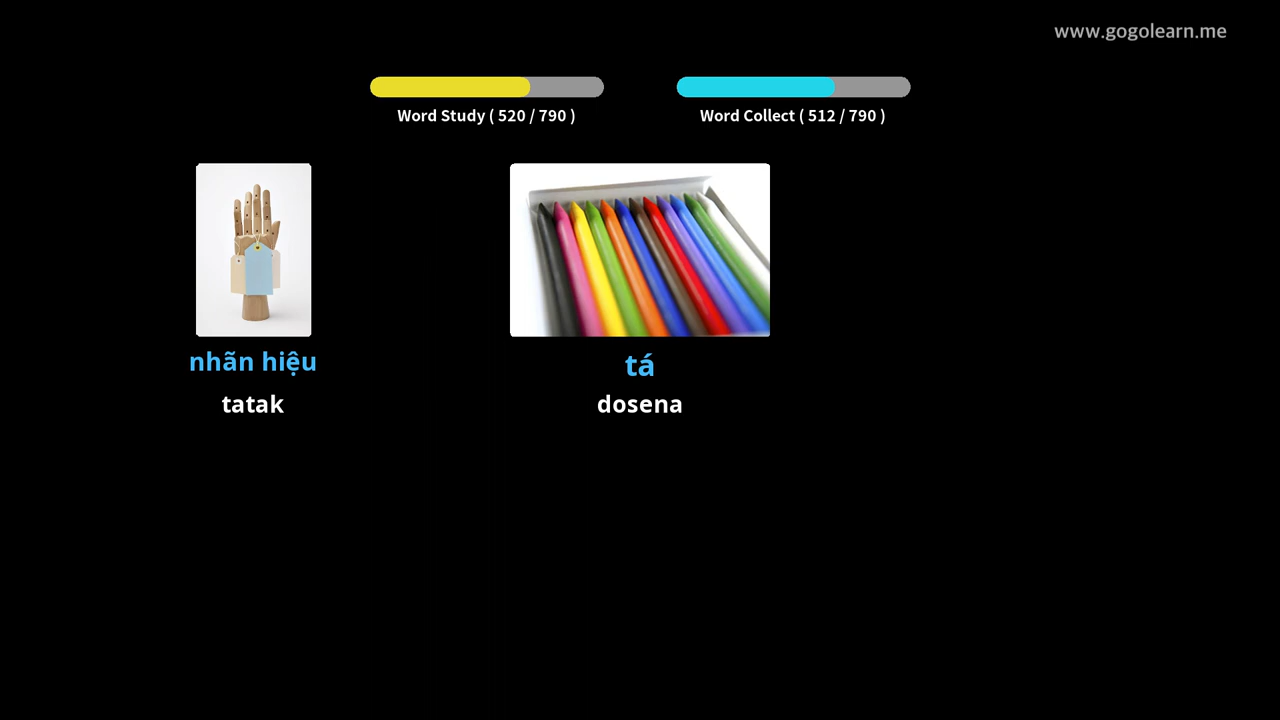 www.gogolearn.me
Word Study ( 520 / 790 )
Word Collect ( 512 / 790 )
nhãn hiệu
tá
tatak
dosena